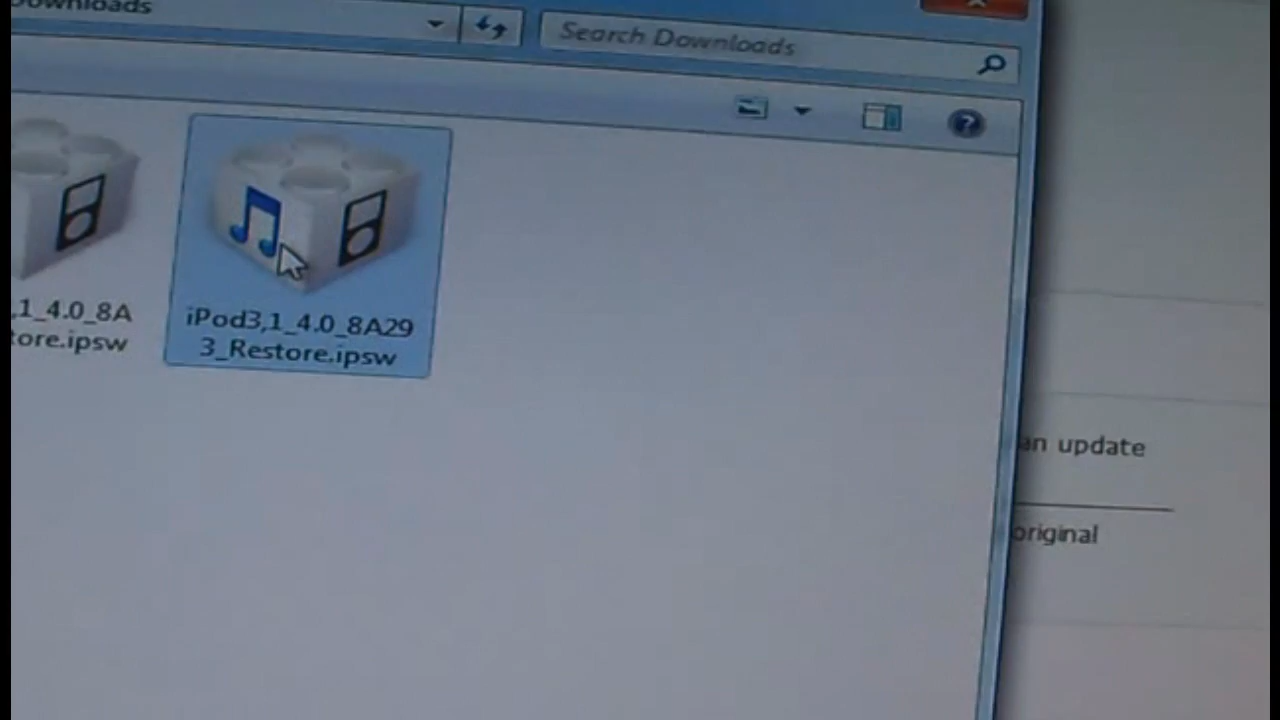 Downloads
Search Downloads
,1_4.0_8A
tore.ipsw
iPod3,1_4.0_8A29
3_Restore.ipsw
an update
original